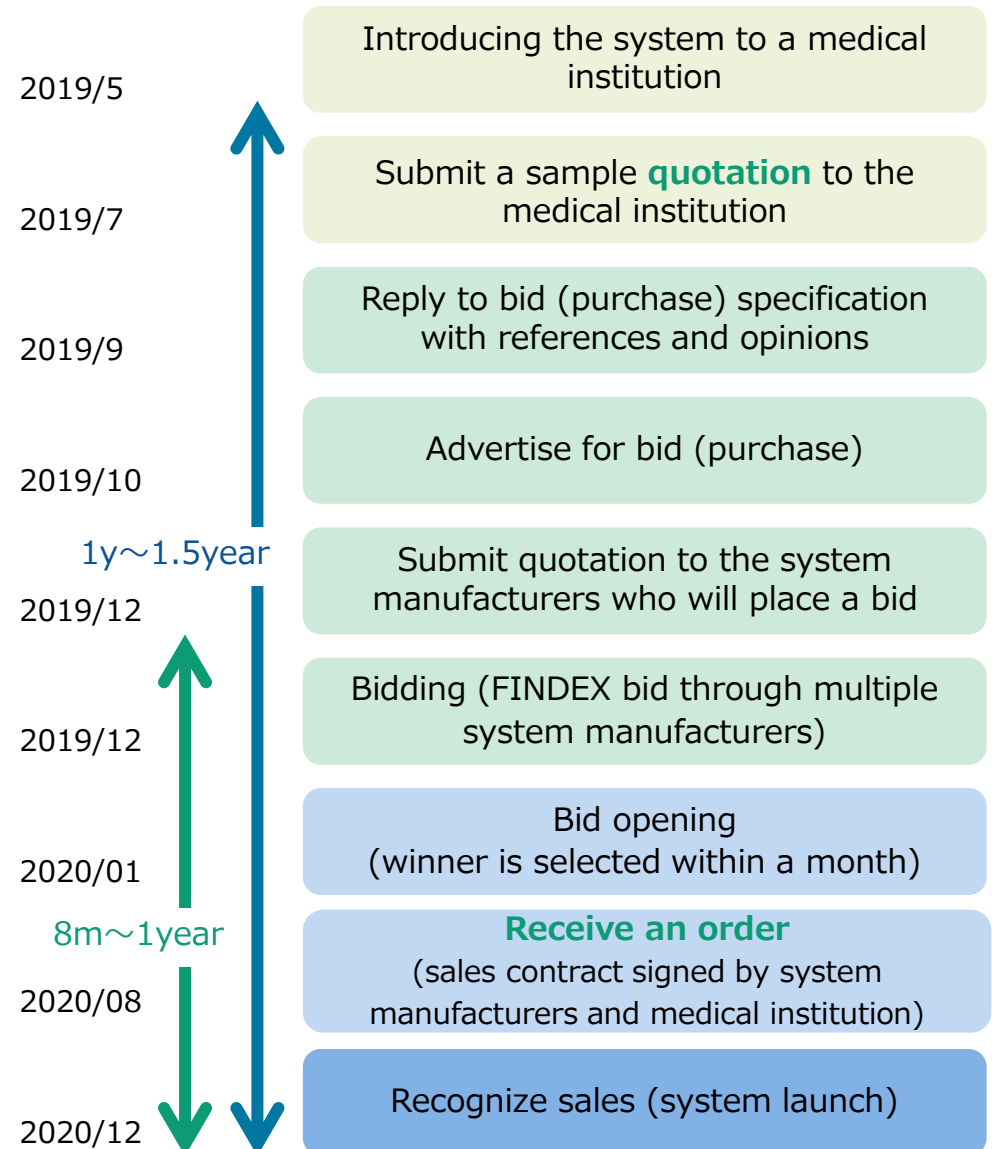 Introducing the system to a medical
institution
2019/5
Submit a sample quotation to the
medical institution
2019/7
Reply to bid (purchase) specification
with references and opinions
2019/9
Advertise for bid (purchase)
2019/10
1y～1.5year
Submit quotation to the system
manufacturers who will place a bid
2019/12
Bidding (FINDEX bid through multiple
system manufacturers)
2019/12
Bid opening
(winner is selected within a month)
2020/01
8m～1year
Receive an order
(sales contract signed by system
manufacturers and medical institution)
2020/08
Recognize sales (system launch)
2020/12